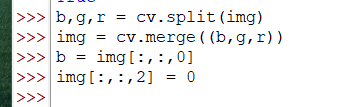 >>> b,g,r = cv.split(img)
>>> img = cv.merge((b,g,r))
>>> b = img[:,:,0]
>>> img[:,:,2] = 0
>>>